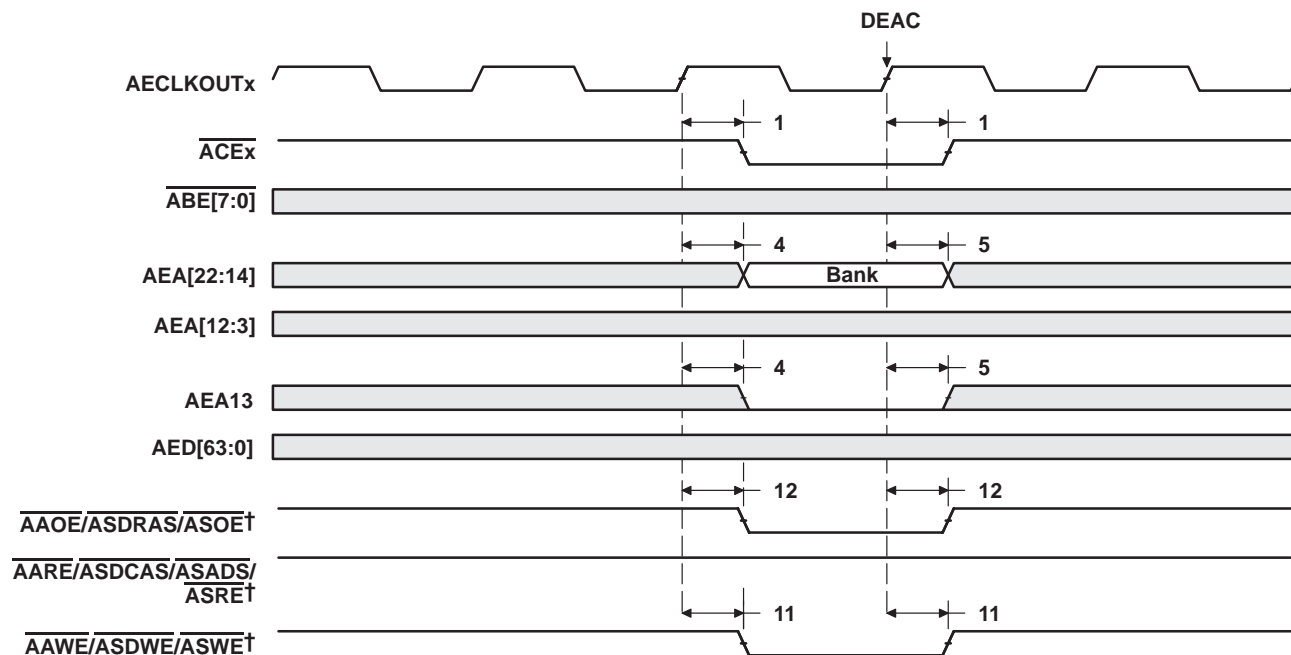 DEAC
AECLKOUTx
1 1
ACEx
ABE[7:0]
4 5
AEA[22:14] Bank
AEA[12:3]
4 5
AEA13
AED[63:0]
12 12
AAOE/ASDRAS/ASOE†
AARE/ASDCAS/ASADS/
ASRE†
11 11
AAWE/ASDWE/ASWE†